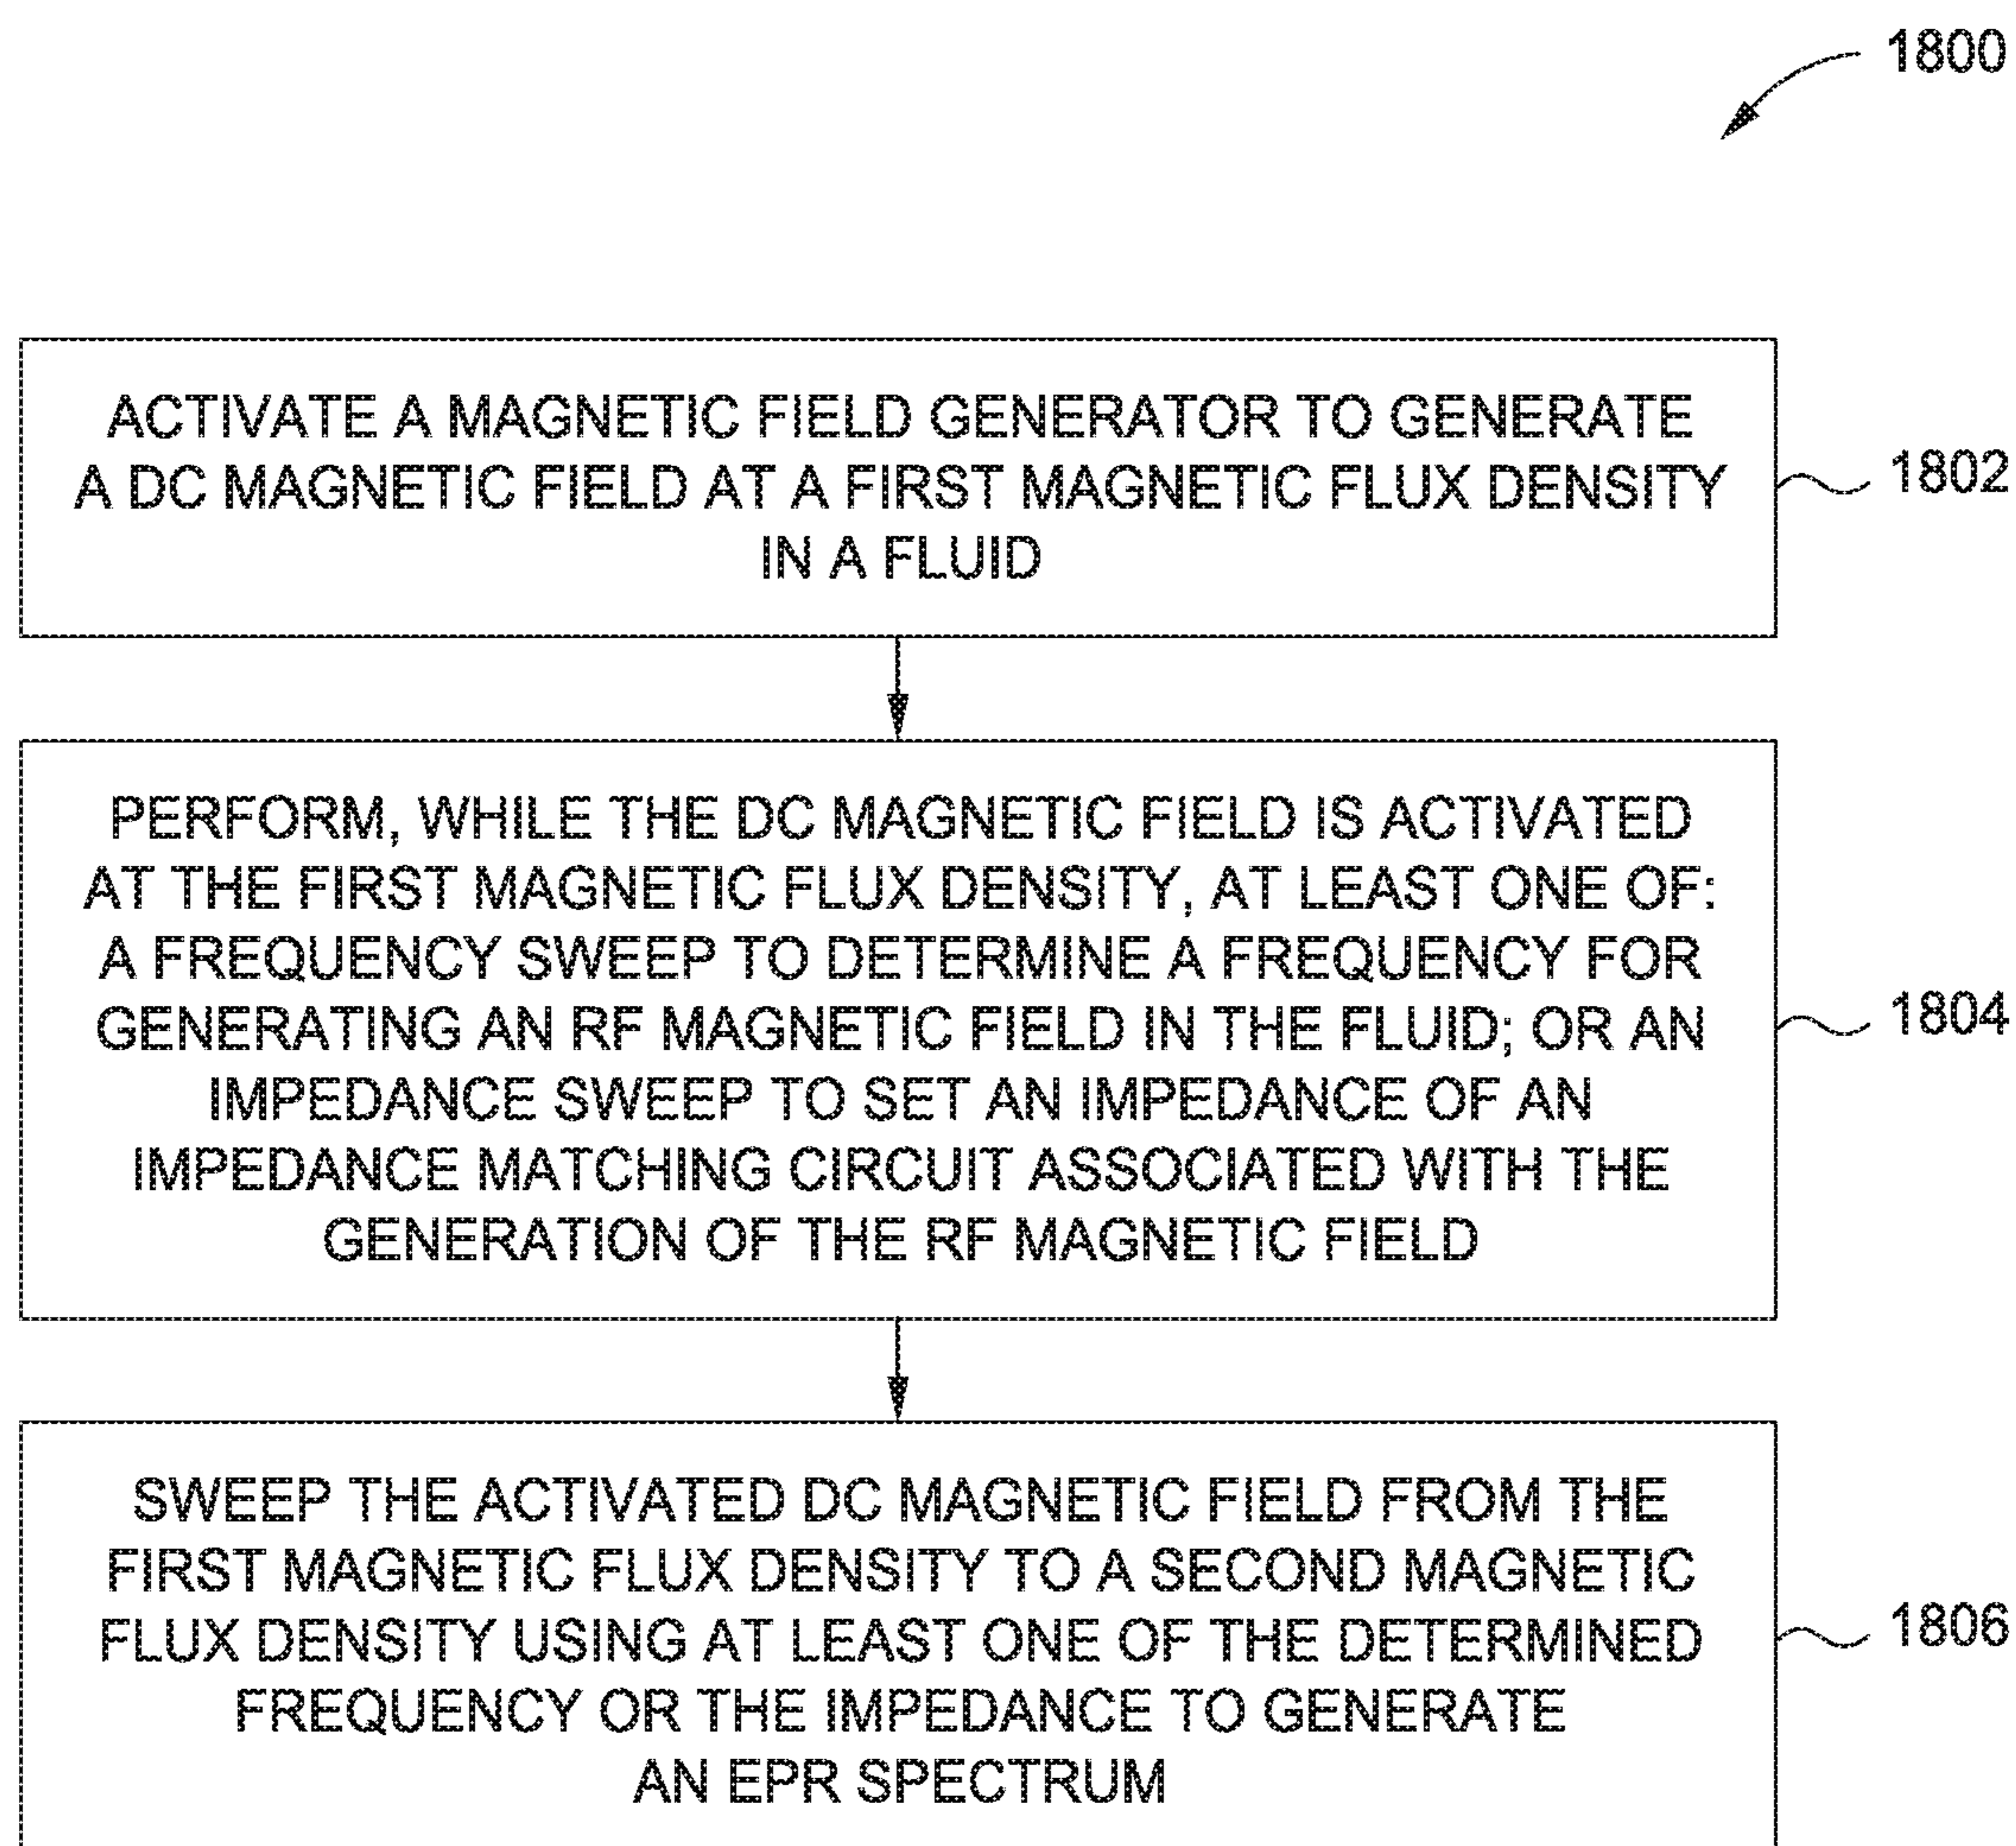 1800
ACTIVATE A MAGNETIC FIELD GENERATOR TO GENERATE
A DC MAGNETIC FIELD AT A FIRST MAGNETIC FLUX DENSITY
IN A FLUID
1802
PERFORM, WHILE THE DC MAGNETIC FIELD IS ACTIVATED
AT THE FIRST MAGNETIC FLUX DENSITY, AT LEAST ONE OF:
A FREQUENCY SWEEP TO DETERMINE A FREQUENCY FOR
GENERATING AN RF MAGNETIC FIELD IN THE FLUID; OR AN
IMPEDANCE SWEEP TO SET AN IMPEDANCE OF AN
IMPEDANCE MATCHING CIRCUIT ASSOCIATED WITH THE
GENERATION OF THE RF MAGNETIC FIELD
1804
SWEEP THE ACTIVATED DC MAGNETIC FIELD FROM THE
FIRST MAGNETIC FLUX DENSITY TO A SECOND MAGNETIC
FLUX DENSITY USING AT LEAST ONE OF THE DETERMINED
FREQUENCY OR THE IMPEDANCE TO GENERATE
AN EPR SPECTRUM
1806